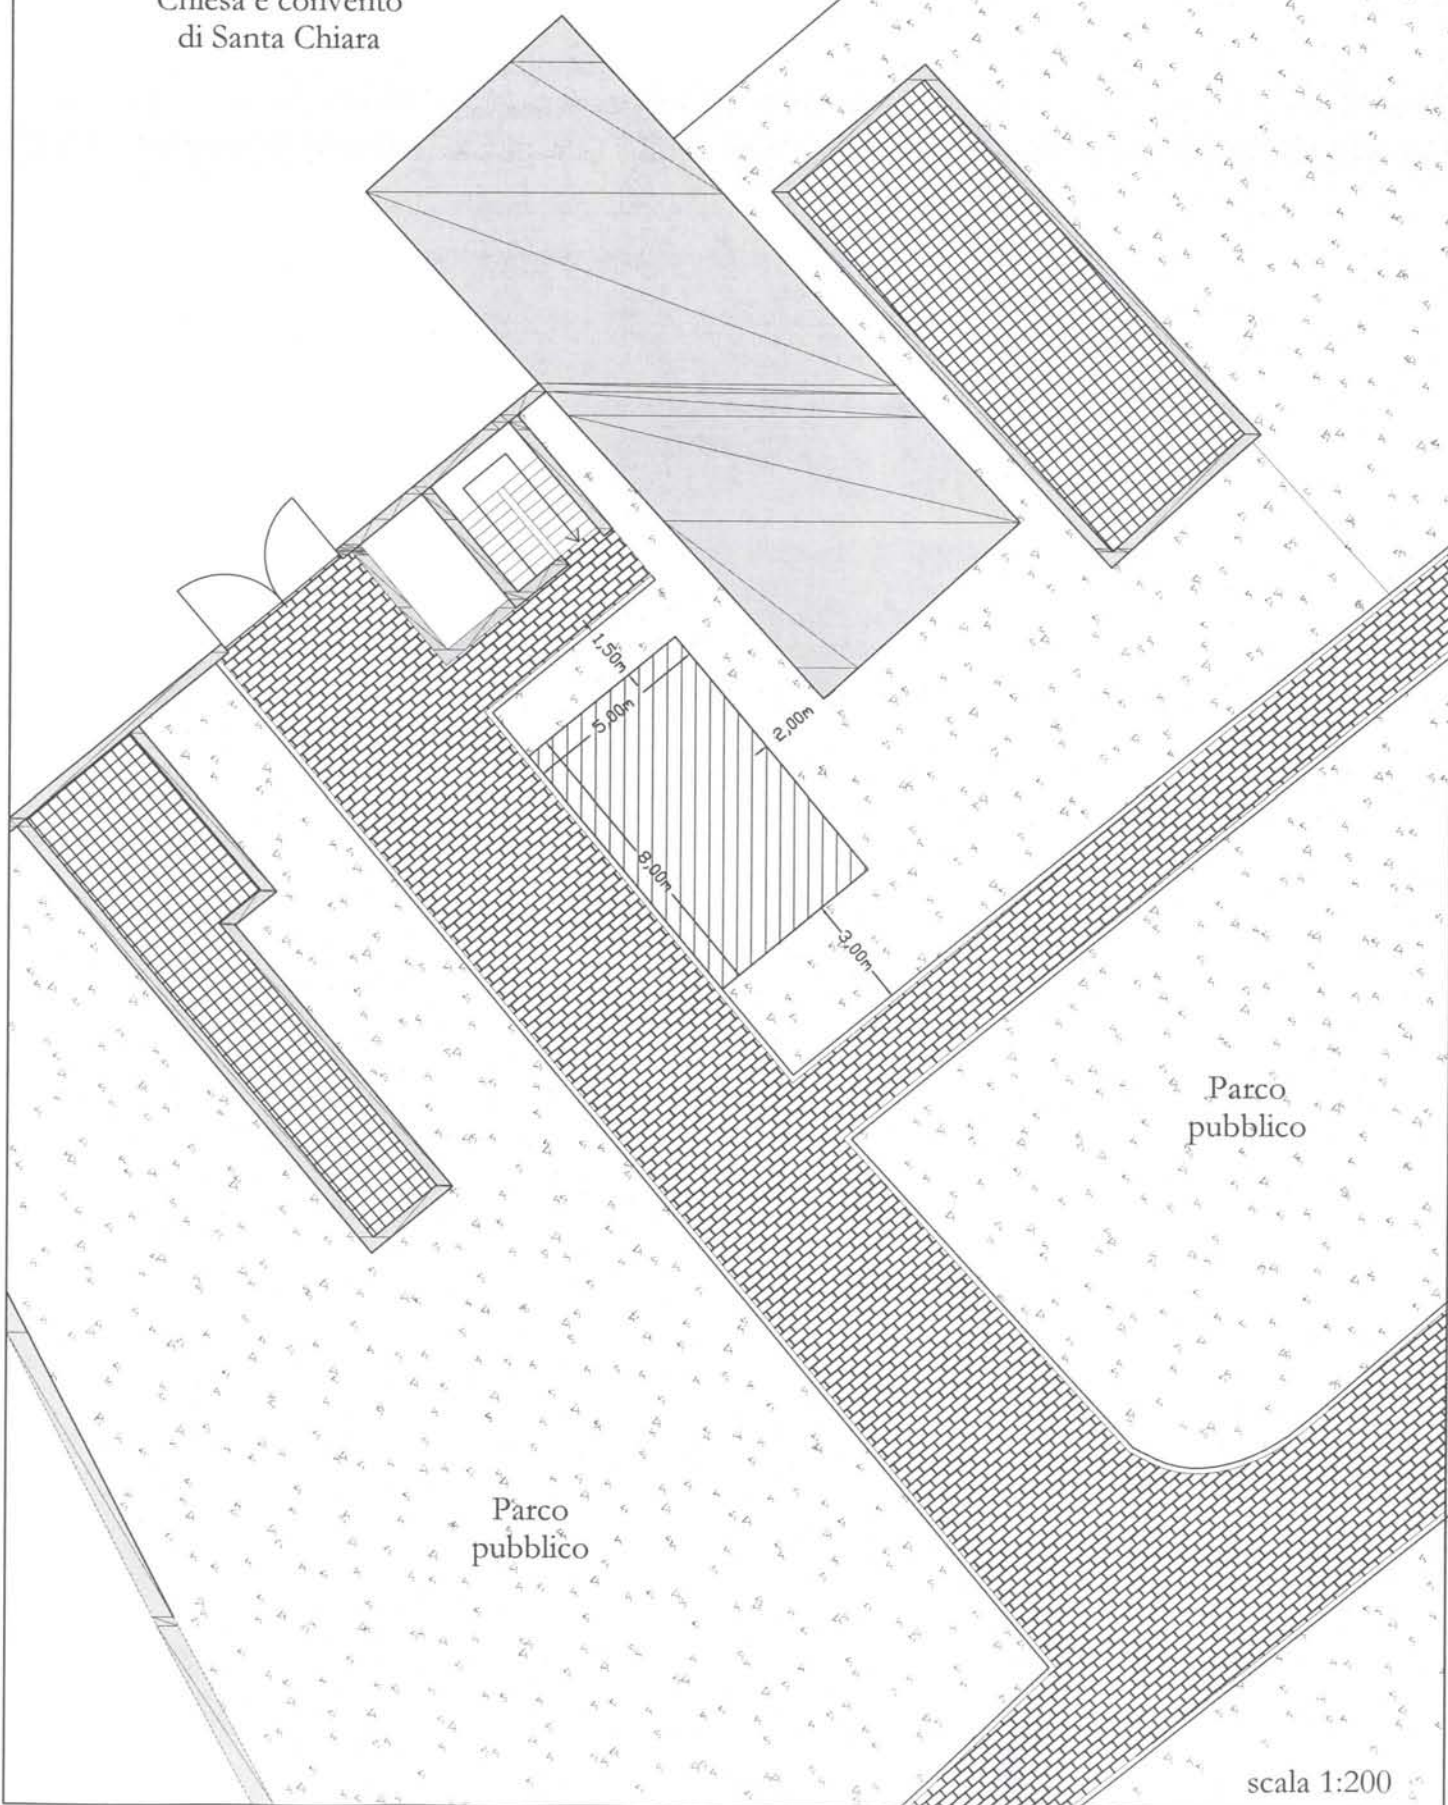 Chiesa e convento
di Santa Chiara
1,50m
5,00m
2,00m
8,00m
3,00m
Parco
pubblico
Parco
pubblico
scala 1:200